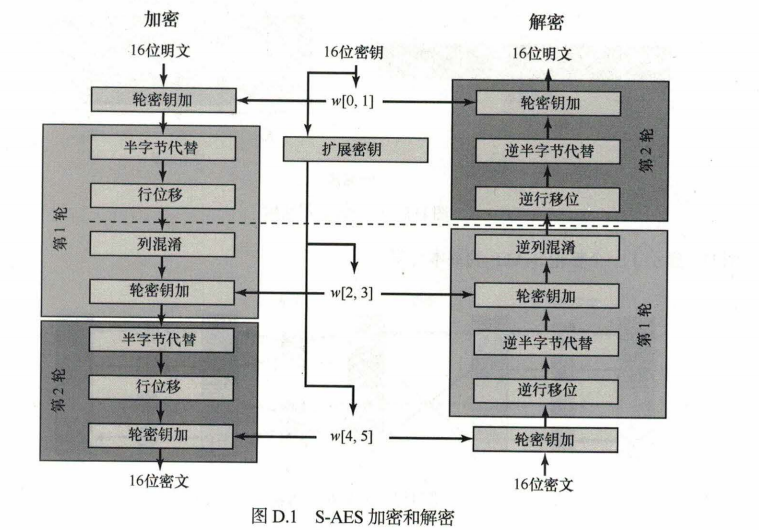 加密
解密
16位明文
16位密钥
16位明文
轮密钥加
w[0, 1]
轮密钥加
半字节代替
扩展密钥
逆半字节代替
第2轮
行位移
逆行移位
第1轮
列混淆
逆列混淆
轮密钥加
w[2, 3]
轮密钥加
半字节代替
逆半字节代替
第1轮
第2轮
行位移
逆行移位
轮密钥加
w[4, 5]
轮密钥加
16位密文
16位密文
图 D.1 S-AES 加密和解密